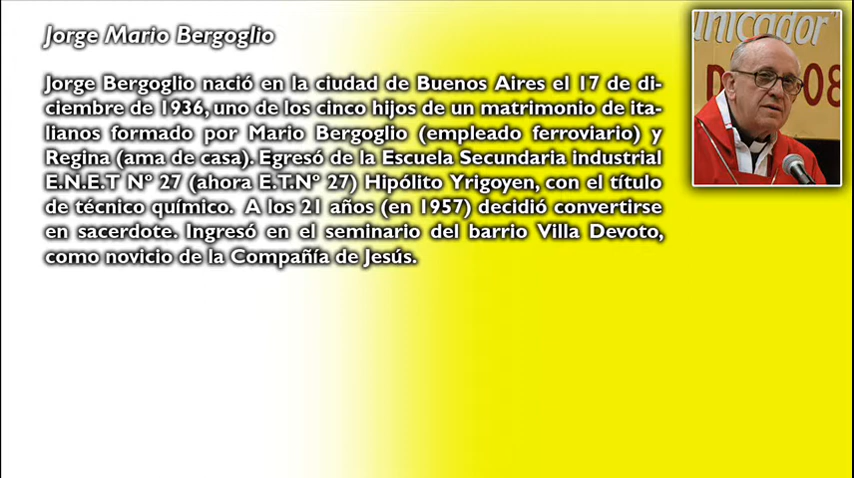 Jorge Mario Bergoglio
Jorge Bergoglio nació en la ciudad de Buenos Aires el 17 de di-
ciembre de 1936, uno de los cinco hijos de un matrimonio de ita-
lianos formado por Mario Bergoglio (empleado ferroviario) y
Regina (ama de casa). Egresó de la Escuela Secundaria industrial
E.N.E.T Nº 27 (ahora E.T.Nº 27) Hipólito Yrigoyen, con el título
de técnico químico. A los 21 años (en 1957) decidió convertirse
en sacerdote. Ingresó en el seminario del barrio Villa Devoto,
como novicio de la Compañía de Jesús.